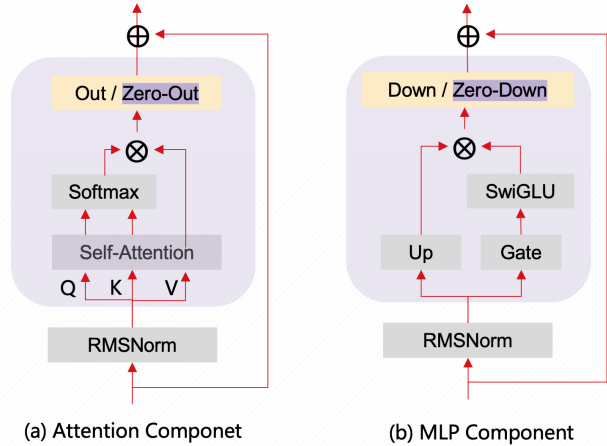 Out / Zero-Out
Softmax
Self-Attention
Q K V
RMSNorm
(a) Attention Componet
Down / Zero-Down
SwiGLU
Up Gate
RMSNorm
(b) MLP Component